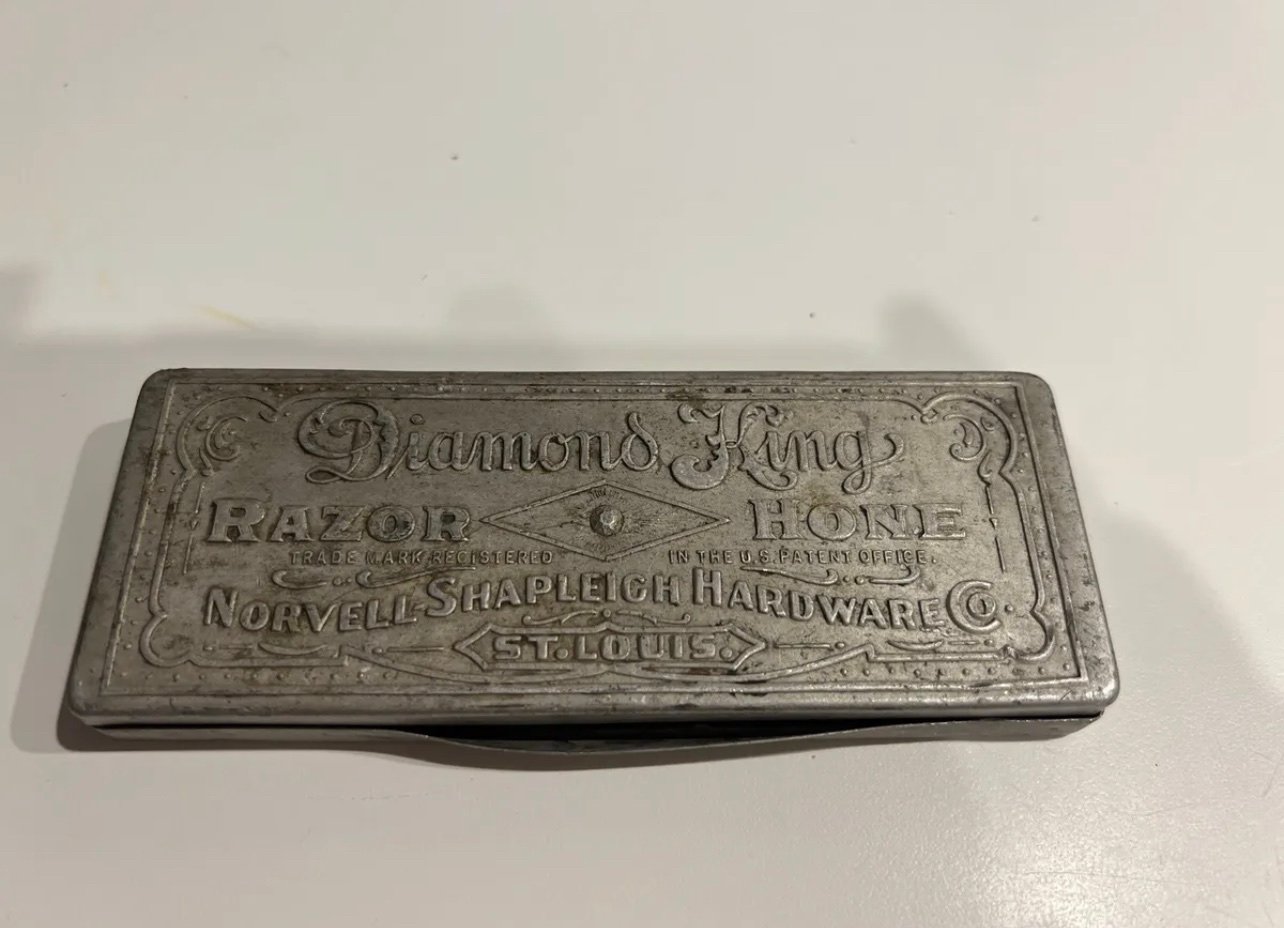 Diamond King
RAZOR HONE
TRADE MARK REGISTERED IN THE U.S. PATENT OFFICE.
NORVELL-SHAPLEIGH HARDWARE CO.
ST. LOUIS.